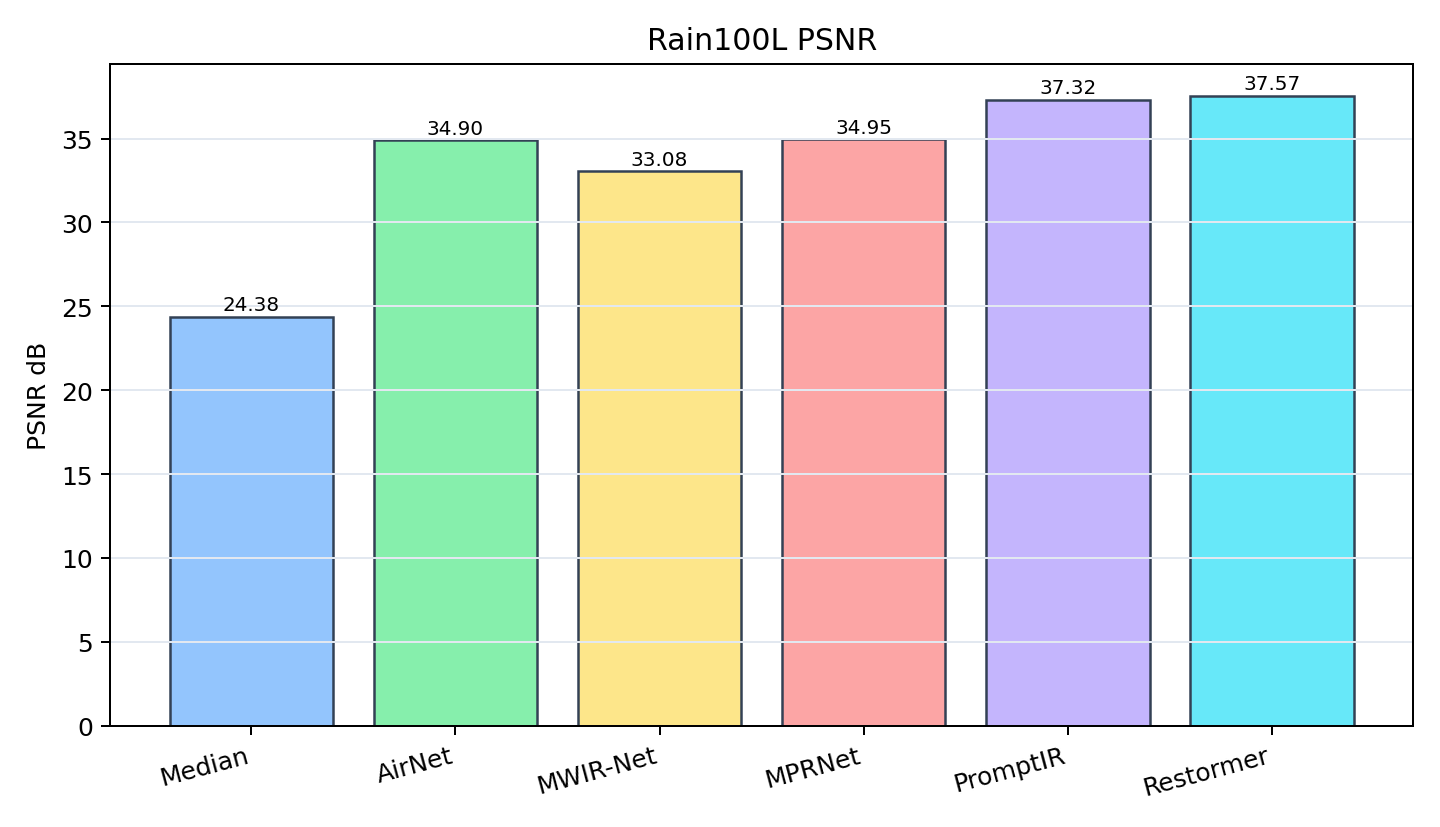 Rain100L PSNR
PSNR dB
35
30
25
20
15
10
5
0
24.38
34.90
33.08
34.95
37.32
37.57
Median
AirNet
MWIR-Net
MPRNet
PromptIR
Restormer